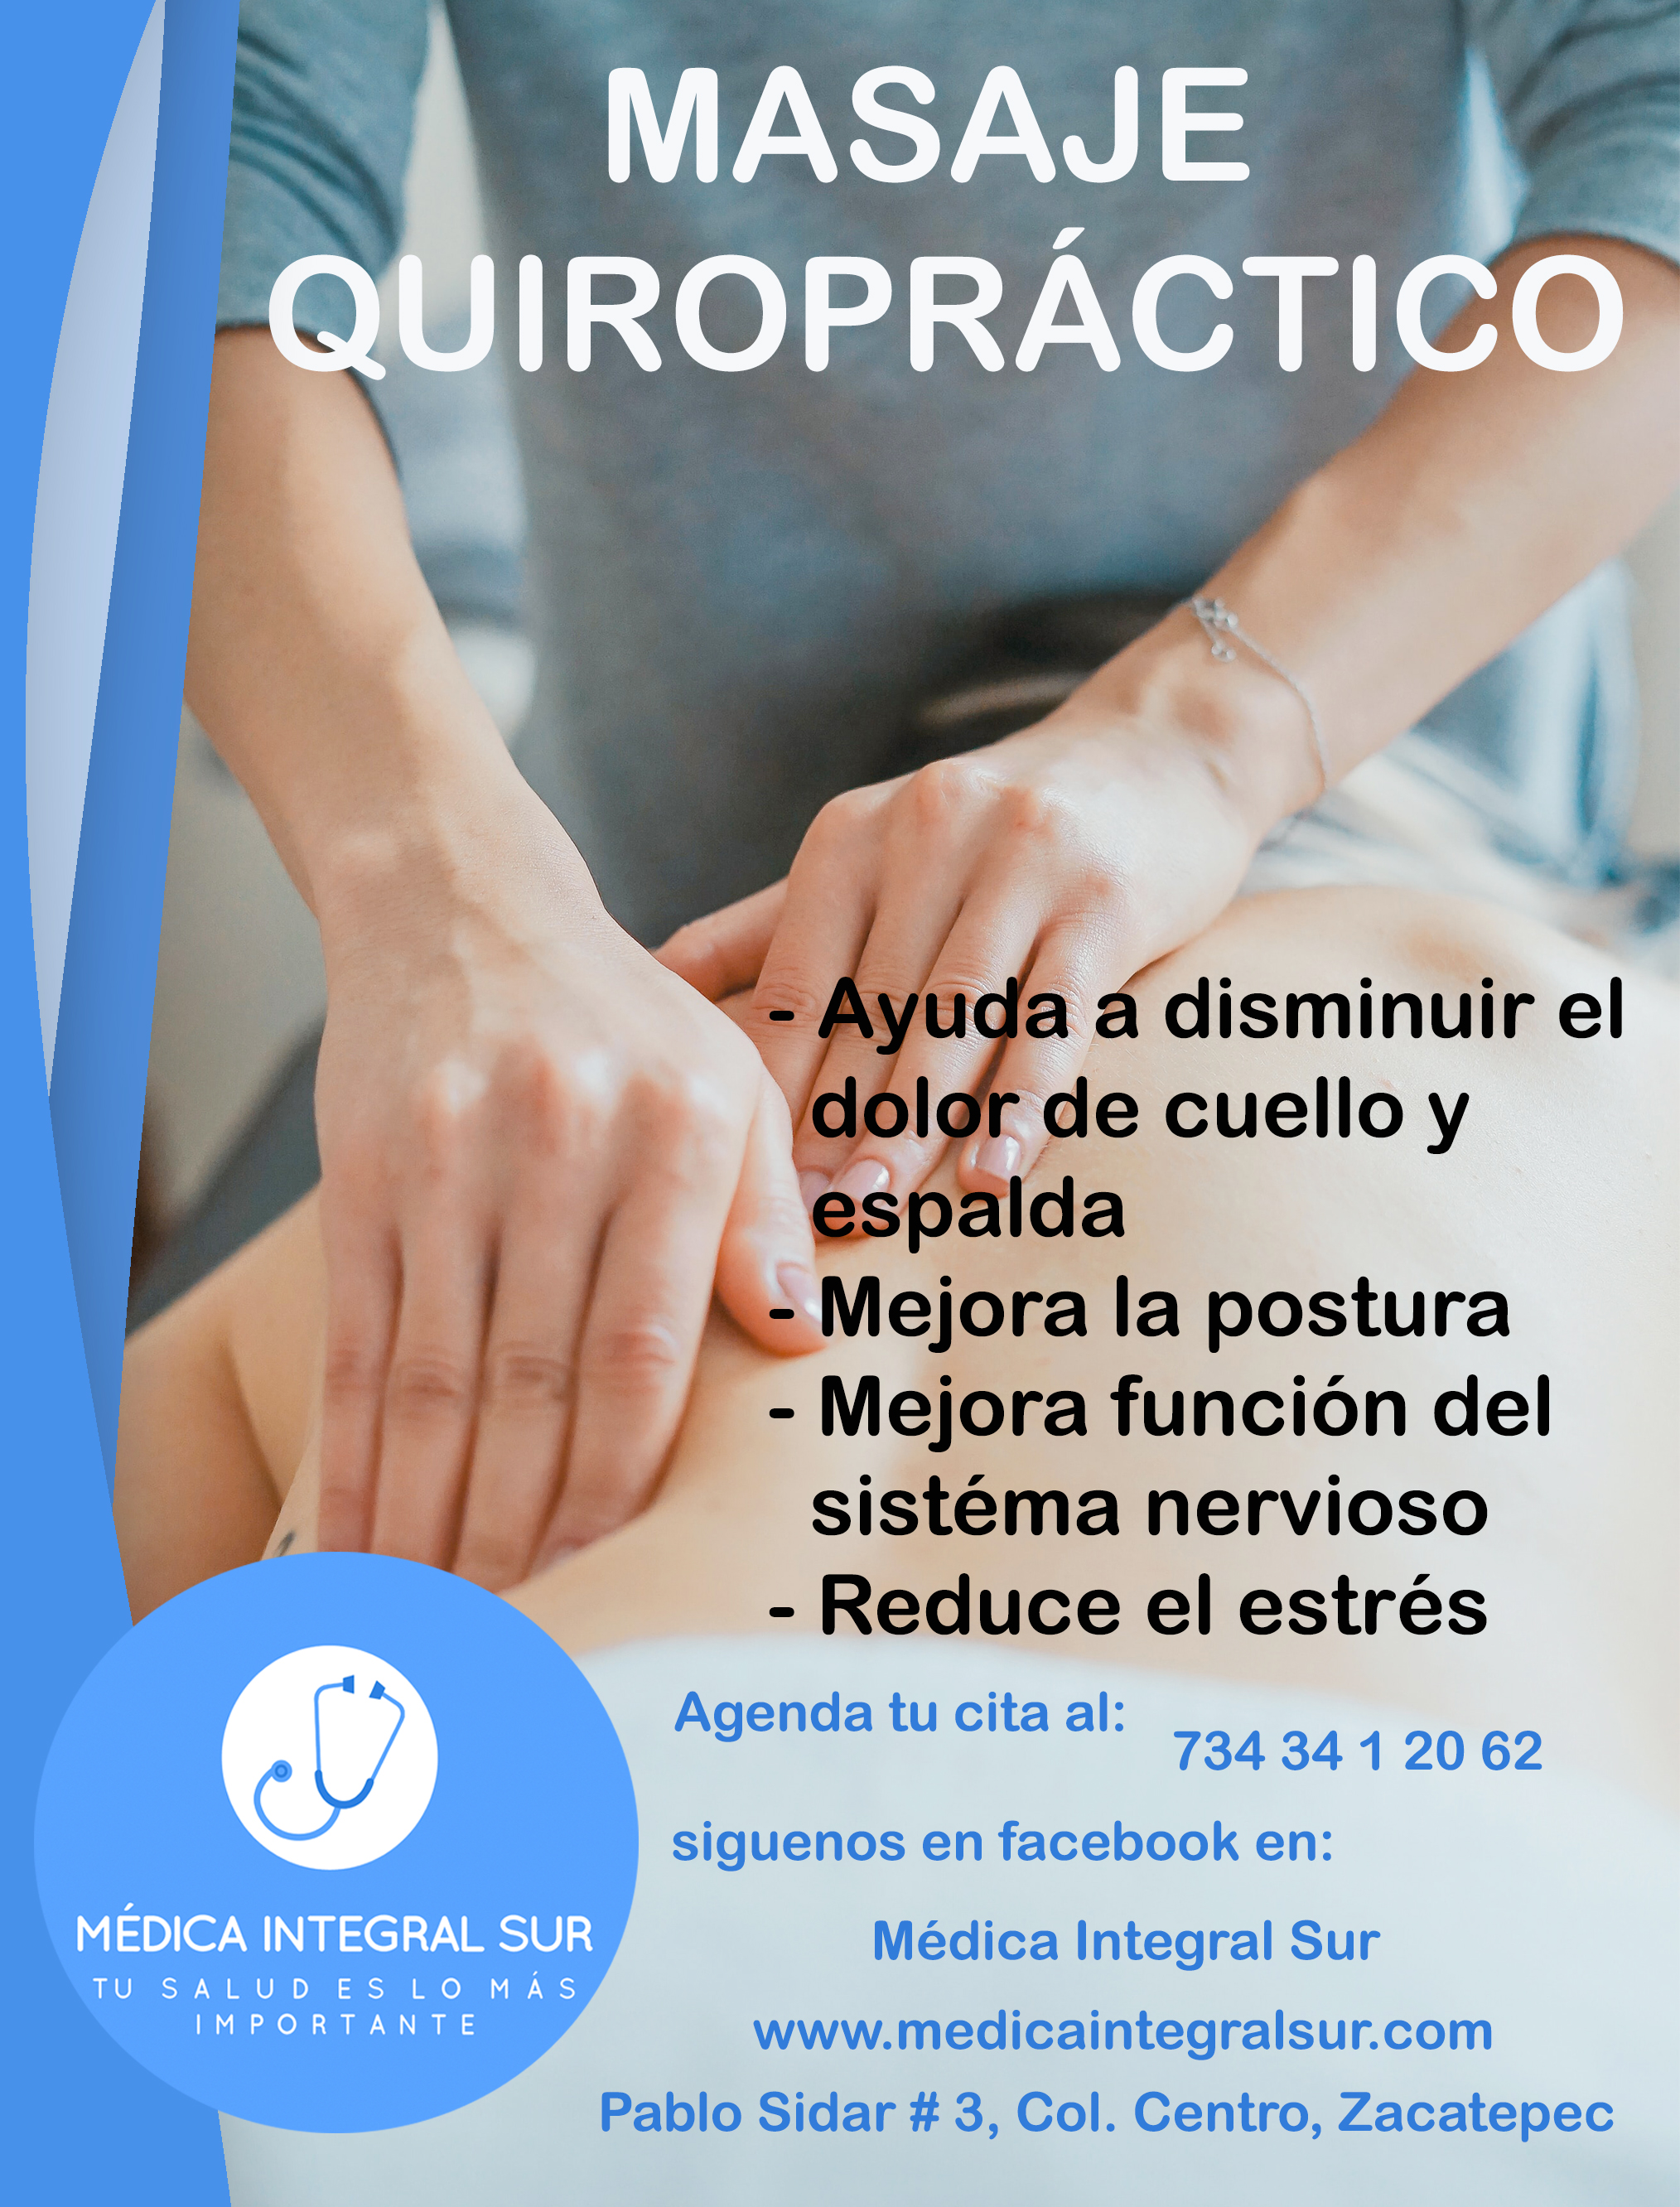 MASAJE
QUIROPRÁCTICO
- Ayuda a disminuir el
dolor de cuello y
espalda
- Mejora la postura
- Mejora función del
sistéma nervioso
- Reduce el estrés
Agenda tu cita al:
734 34 1 20 62
siguenos en facebook en:
Médica Integral Sur
www.medicaintegralsur.com
Pablo Sidar # 3, Col. Centro, Zacatepec
MÉDICA INTEGRAL SUR
TU SALUD ES LO MÁS
IMPORTANTE